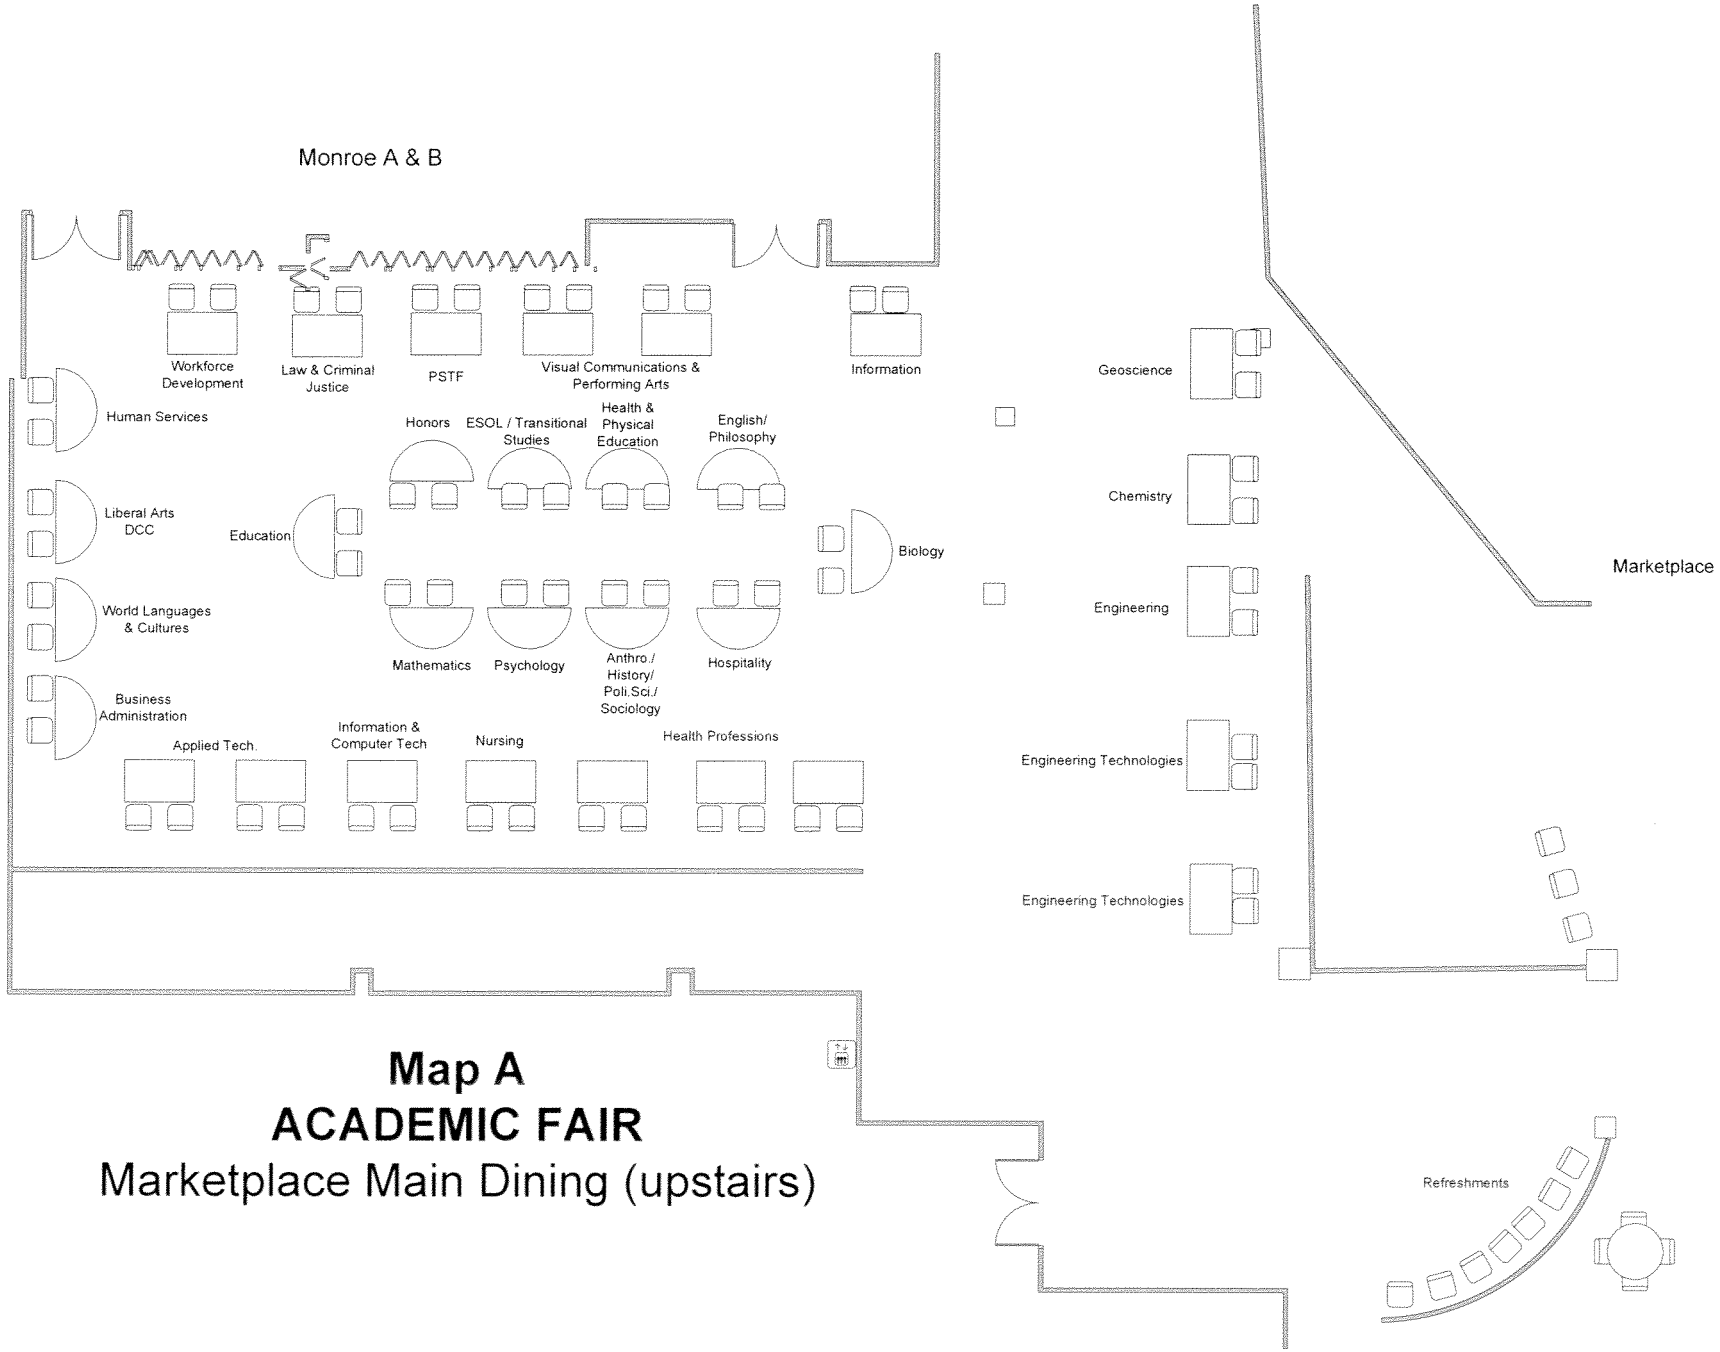 Monroe A & B
Workforce
Development
Law & Criminal
Justice
PSTF
Visual Communications &
Performing Arts
Information
Geoscience
Human Services
Honors
ESOL / Transitional
Studies
Health &
Physical
Education
English/
Philosophy
Chemistry
Liberal Arts
DCC
Education
Biology
Marketplace
World Languages
& Cultures
Engineering
Mathematics
Psychology
Anthro./
History/
Poli.Sci./
Sociology
Hospitality
Business
Administration
Applied Tech.
Information &
Computer Tech
Nursing
Health Professions
Engineering Technologies
Engineering Technologies
Map A
ACADEMIC FAIR
Marketplace Main Dining (upstairs)
Refreshments